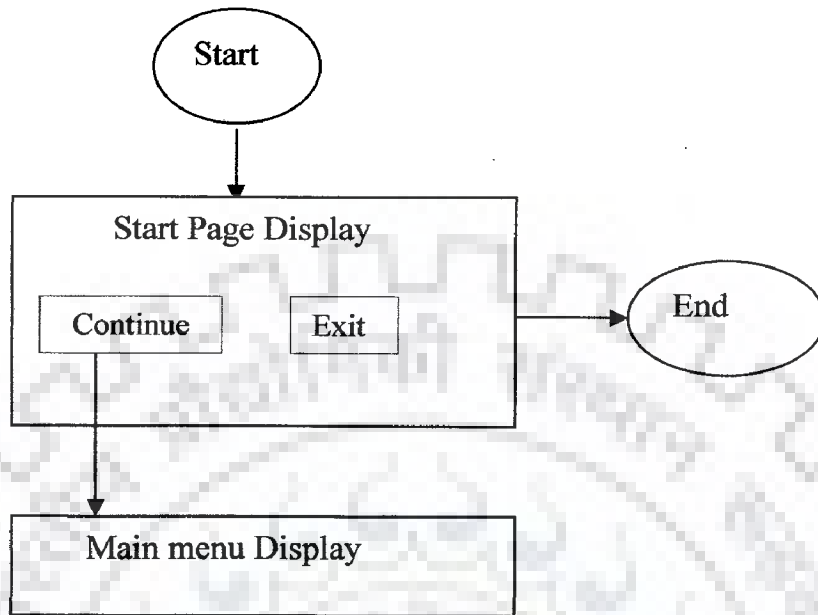 Start
Start Page Display
Continue
Exit
End
Main menu Display